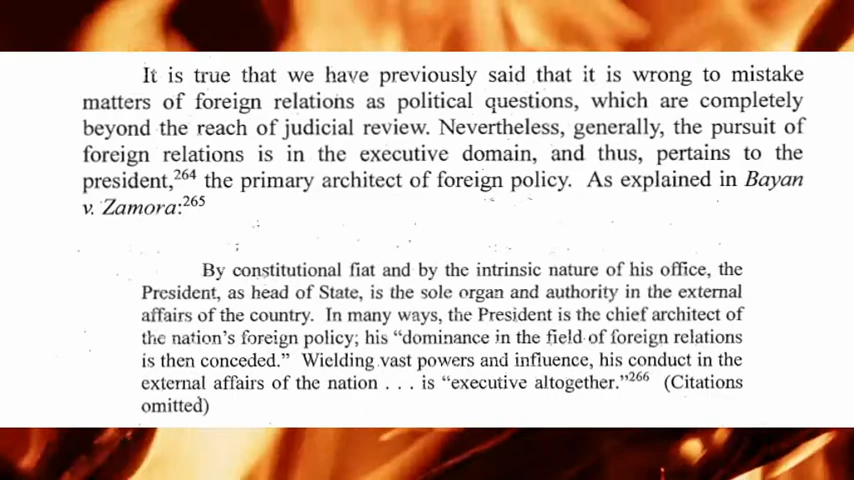 It is true that we have previously said that it is wrong to mistake
matters of foreign relations as political questions, which are completely
beyond the reach of judicial review. Nevertheless, generally, the pursuit of
foreign relations is in the executive domain, and thus, pertains to the
president,264 the primary architect of foreign policy. As explained in Bayan
v. Zamora:265
By constitutional fiat and by the intrinsic nature of his office, the
President, as head of State, is the sole organ and authority in the external
affairs of the country. In many ways, the President is the chief architect of
the nation's foreign policy; his “dominance in the field of foreign relations
is then conceded.” Wielding vast powers and influence, his conduct in the
external affairs of the nation . . . is “executive altogether.”266 (Citations
omitted)